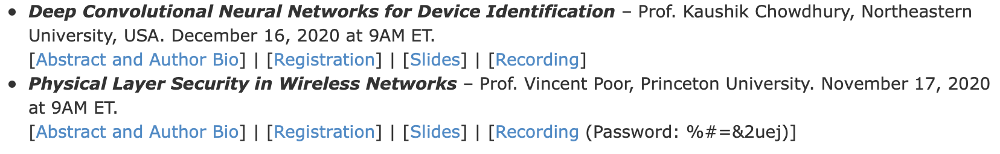 • Deep Convolutional Neural Networks for Device Identification – Prof. Kaushik Chowdhury, Northeastern
University, USA. December 16, 2020 at 9AM ET.
[Abstract and Author Bio] | [Registration] | [Slides] | [Recording]
• Physical Layer Security in Wireless Networks – Prof. Vincent Poor, Princeton University. November 17, 2020
at 9AM ET.
[Abstract and Author Bio] | [Registration] | [Slides] | [Recording (Password: %#=&2uej)]